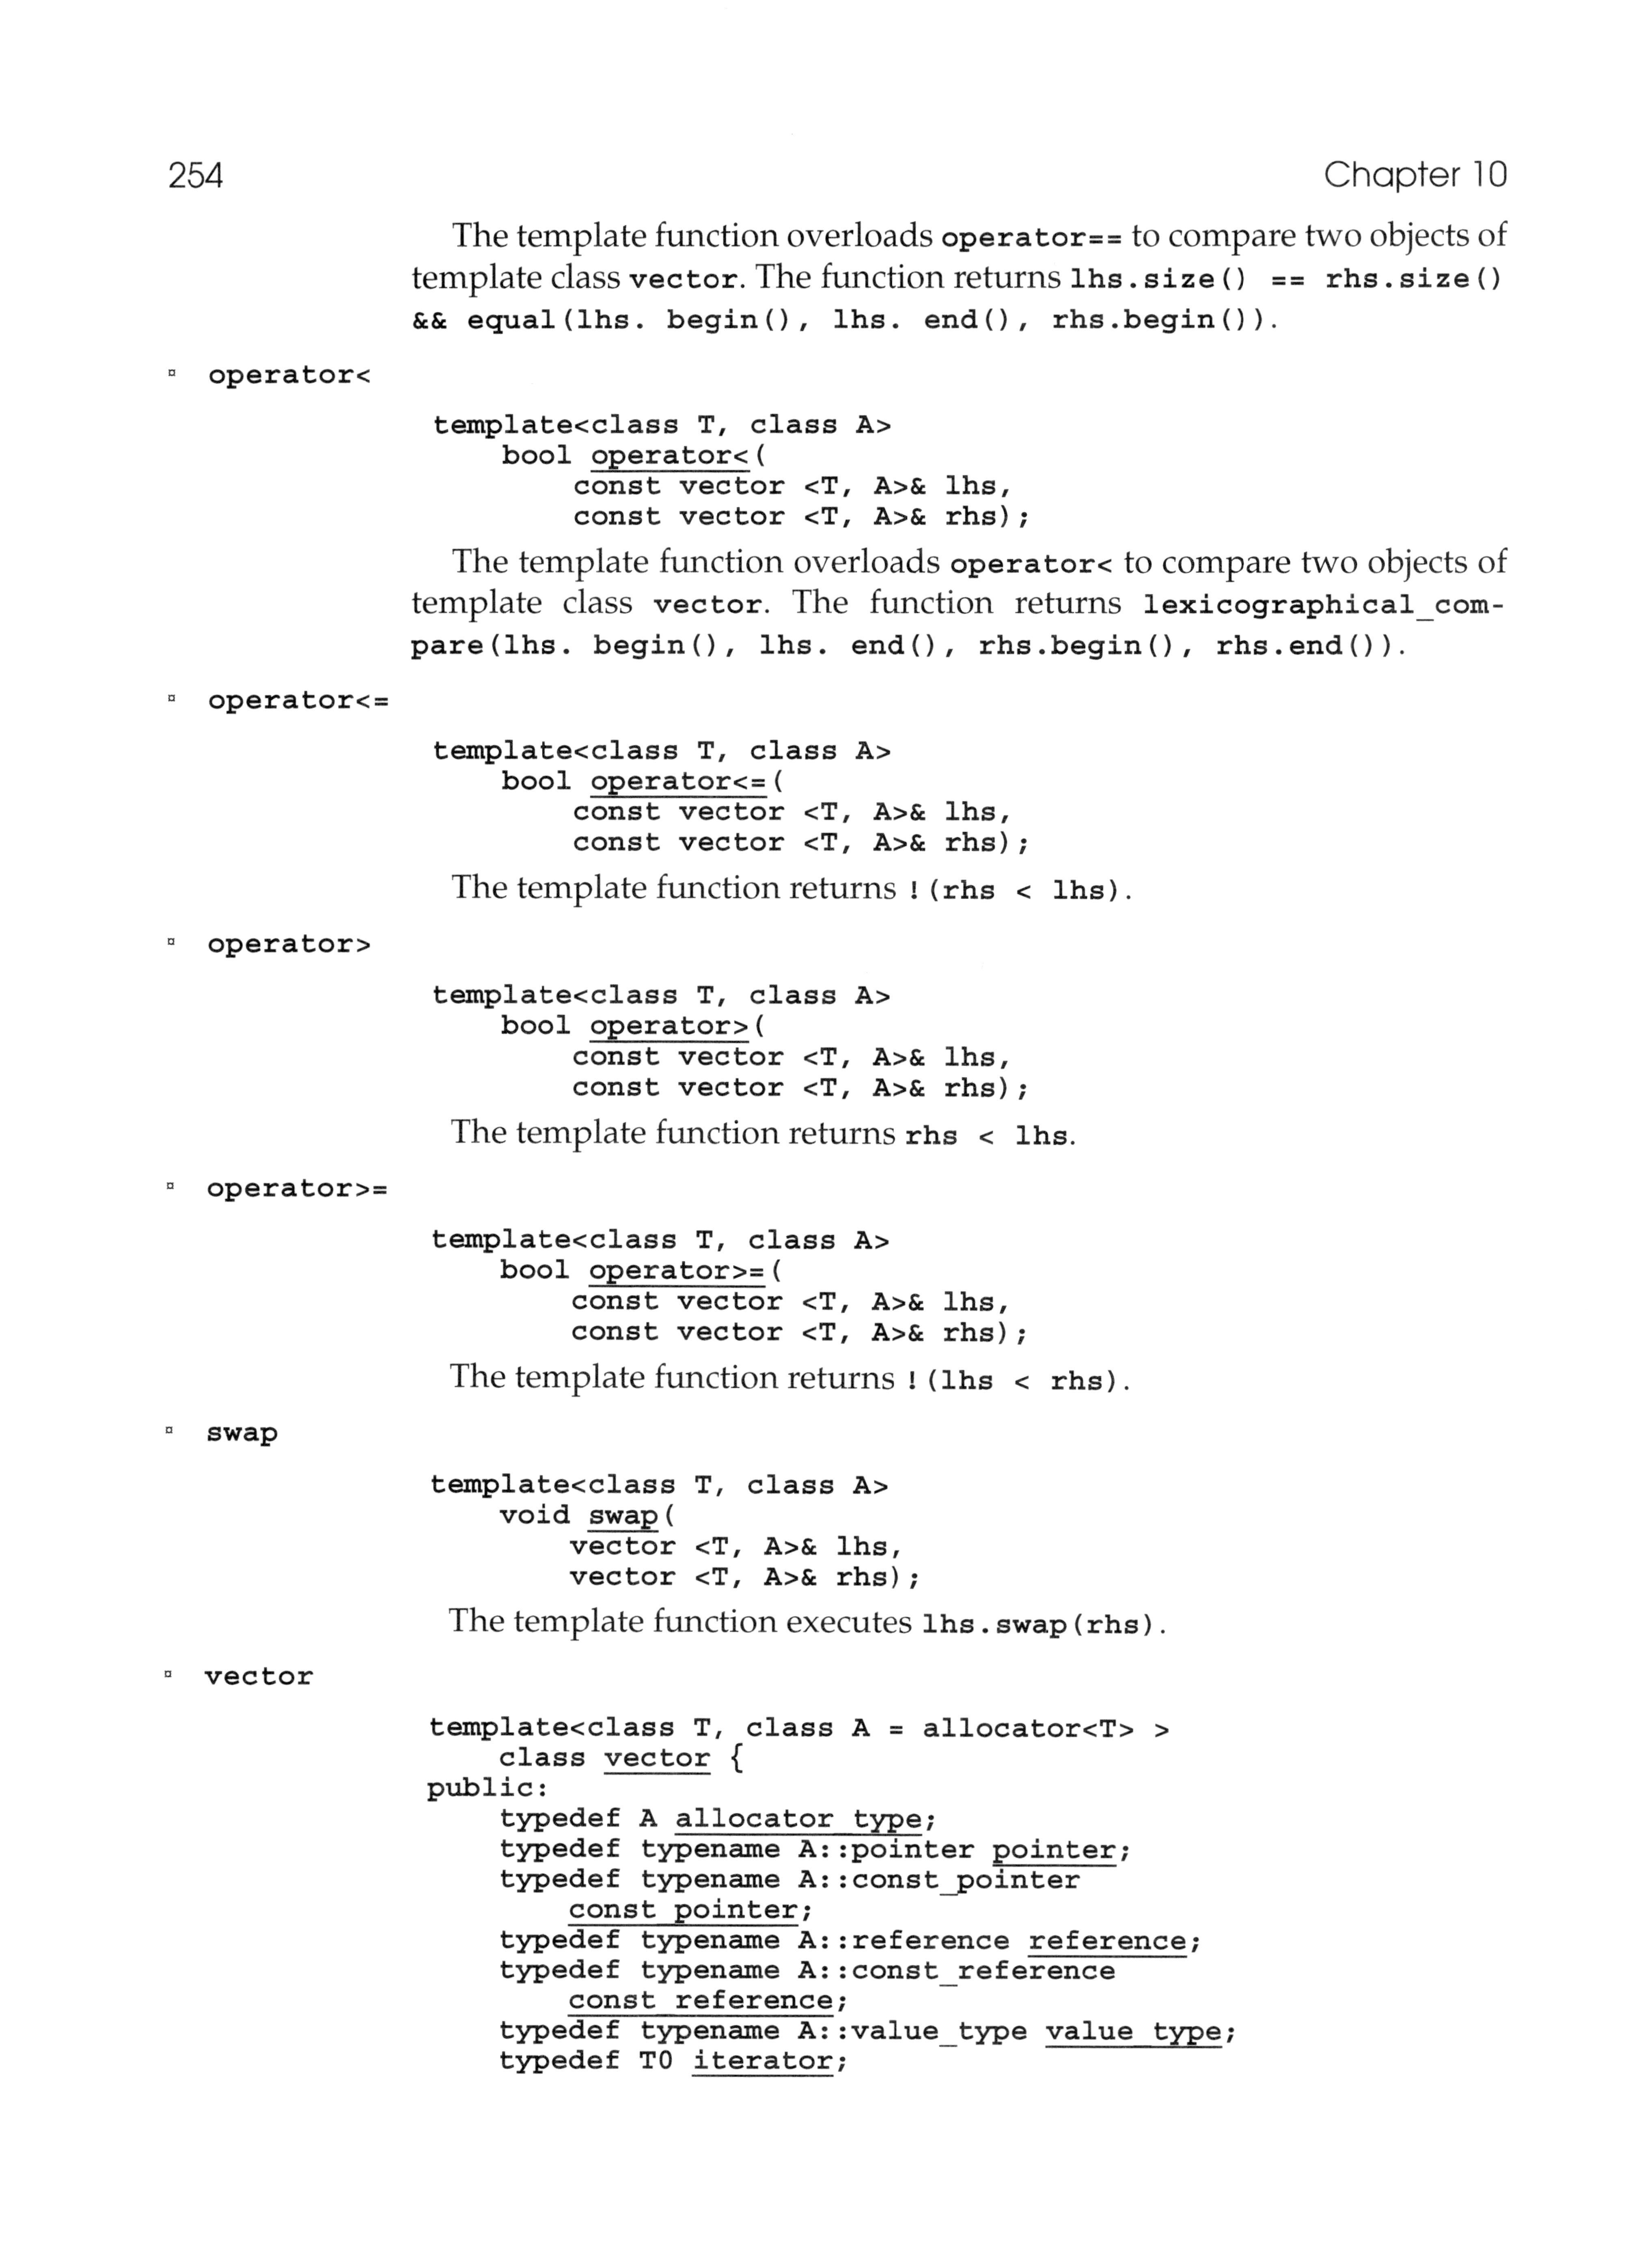 254 Chapter 10
The template function overloads operator== to compare two objects of
template class vector. The function returns lhs.size() == rhs.size()
&& equal(lhs. begin(), lhs. end(), rhs.begin()).
▫ operator<
template<class T, class A>
bool operator<(
const vector <T, A>& lhs,
const vector <T, A>& rhs);
The template function overloads operator< to compare two objects of
template class vector. The function returns lexicographical_com-
pare(lhs. begin(), lhs. end(), rhs.begin(), rhs.end()).
▫ operator<=
template<class T, class A>
bool operator<=(
const vector <T, A>& lhs,
const vector <T, A>& rhs);
The template function returns !(rhs < lhs).
▫ operator>
template<class T, class A>
bool operator>(
const vector <T, A>& lhs,
const vector <T, A>& rhs);
The template function returns rhs < lhs.
▫ operator>=
template<class T, class A>
bool operator>=(
const vector <T, A>& lhs,
const vector <T, A>& rhs);
The template function returns !(lhs < rhs).
▫ swap
template<class T, class A>
void swap(
vector <T, A>& lhs,
vector <T, A>& rhs);
The template function executes lhs.swap(rhs).
▫ vector
template<class T, class A = allocator<T> >
class vector {
public:
typedef A allocator_type;
typedef typename A::pointer pointer;
typedef typename A::const_pointer
const_pointer;
typedef typename A::reference reference;
typedef typename A::const_reference
const_reference;
typedef typename A::value_type value_type;
typedef T0 iterator;